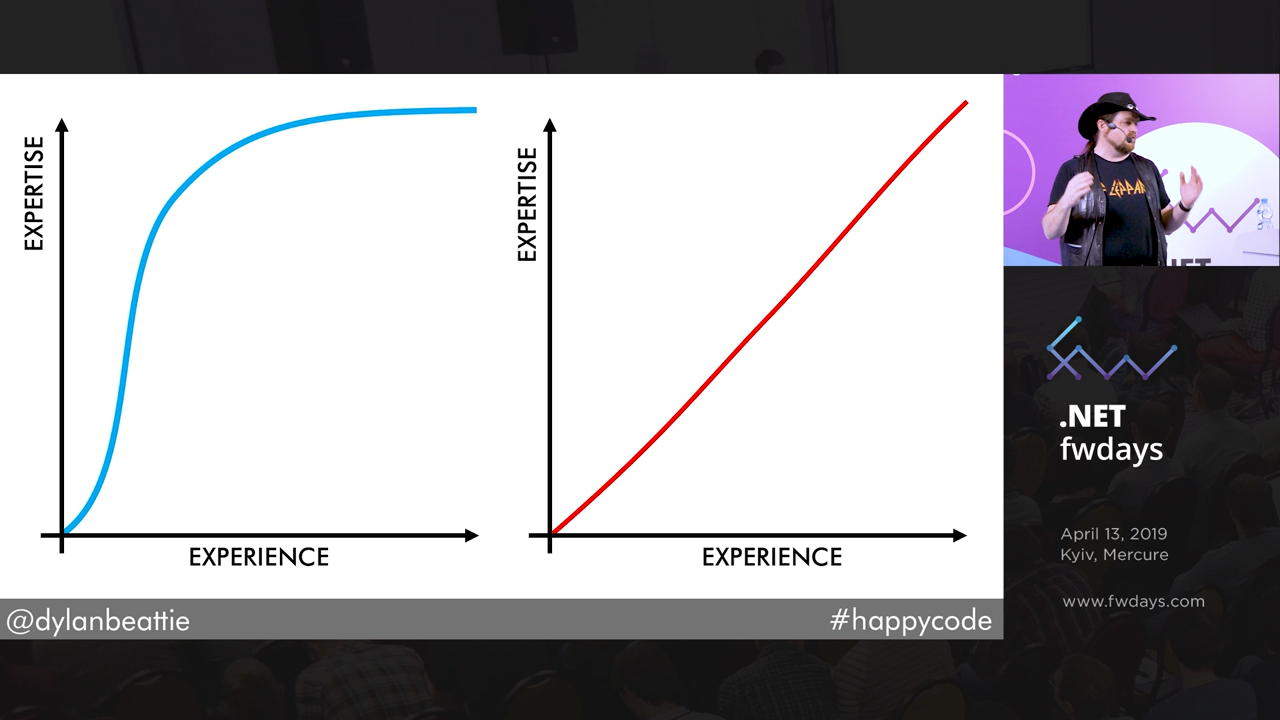 EXPERTISE
EXPERIENCE
EXPERTISE
EXPERIENCE
@dylanbeattie
#happycode
.NET
fwdays
April 13, 2019
Kyiv, Mercure
www.fwdays.com